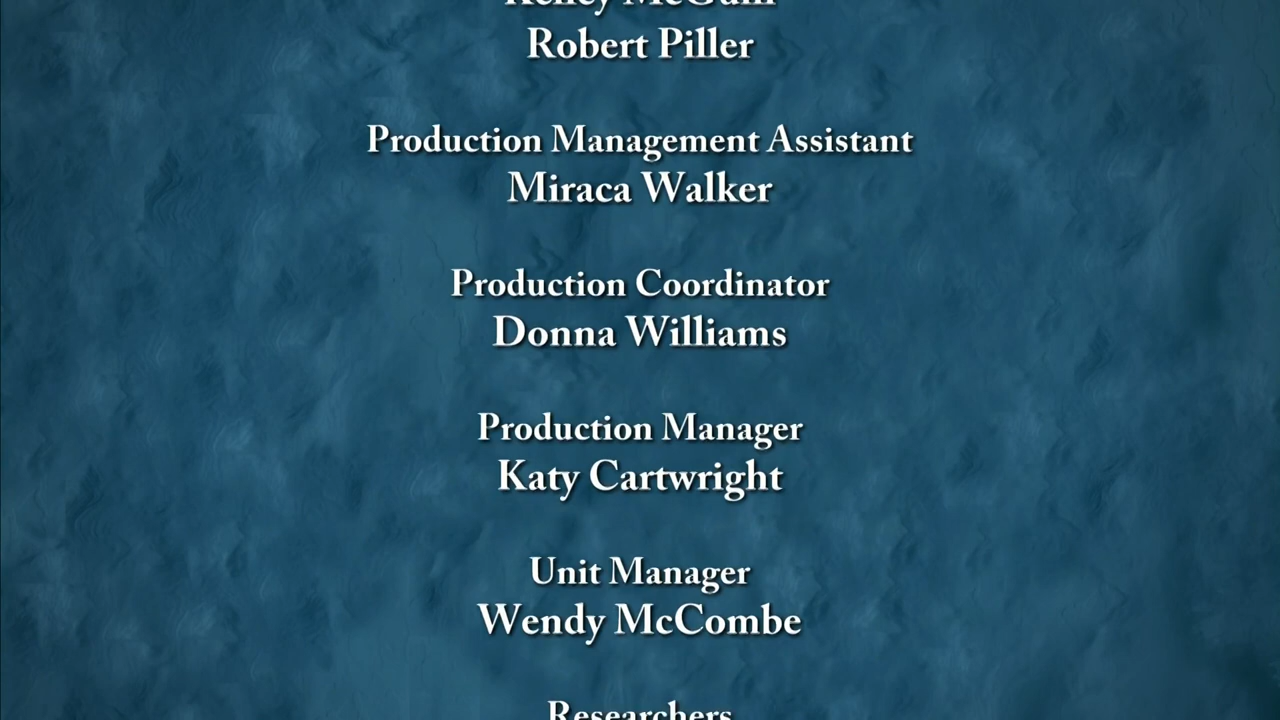 Robert Piller
Production Management Assistant
Miraca Walker
Production Coordinator
Donna Williams
Production Manager
Katy Cartwright
Unit Manager
Wendy McCombe
Researchers